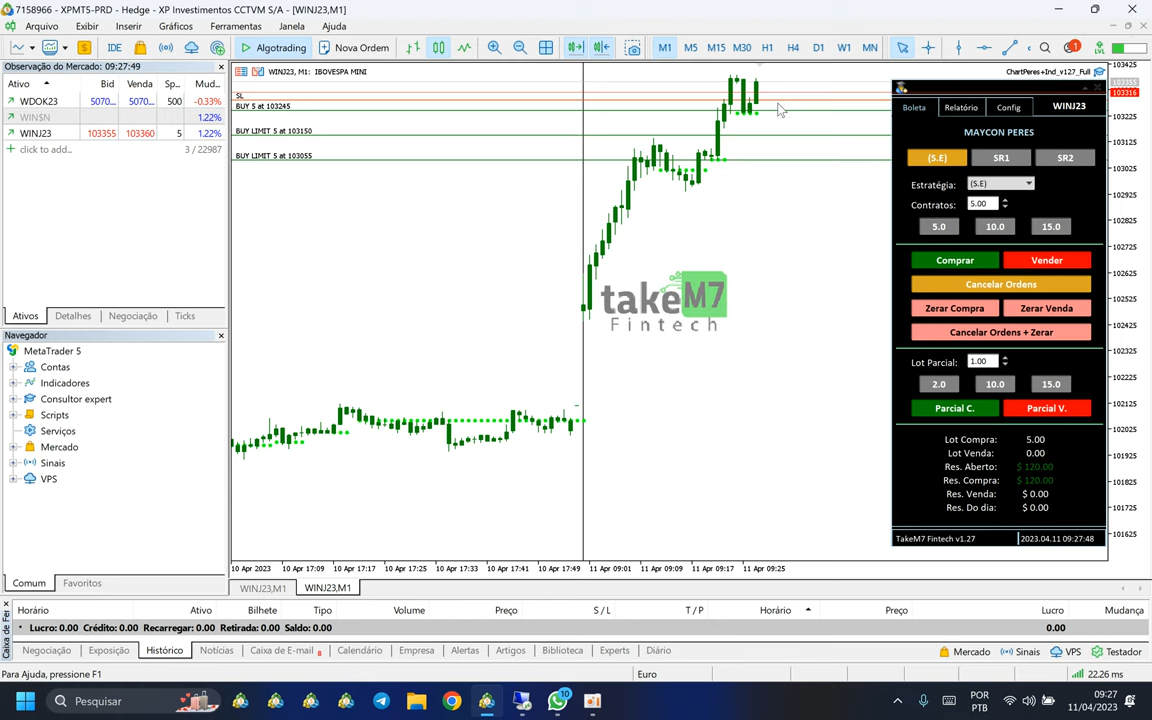 7158966 - XPMT5-PRD - Hedge - XP Investimentos CCTVM S/A - [WINJ23,M1]
Arquivo Exibir Inserir Gráficos Ferramentas Janela Ajuda
IDE Algotrading Nova Ordem M1 M5 M15 M30 H1 H4 D1 W1 MN 1 LVL
Observação do Mercado: 09:27:49
Ativo Bid Venda Sp... Mud...
WDOK23 5070... 5070... 500 -0.33%
WINSN 1.22%
WINJ23 103355 103360 5 1.22%
click to add... 3 / 22987
Ativos Detalhes Negociação Ticks
Navegador
MetaTrader 5
Contas
Indicadores
Consultor expert
Scripts
Serviços
Mercado
Sinais
VPS
Comum Favoritos
WINJ23, M1: IBOVESPA MINI
ChartPeres+Ind_v127_Full
SL
BUY 5 at 103245
BUY LIMIT 5 at 103150
BUY LIMIT 5 at 103055
takeM7
Fintech
Boleta Relatório Config WINJ23
MAYCON PERES
(S.E) SR1 SR2
Estratégia: (S.E)
Contratos: 5.00
5.0 10.0 15.0
Comprar Vender
Cancelar Ordens
Zerar Compra Zerar Venda
Cancelar Ordens + Zerar
Lot Parcial: 1.00
2.0 10.0 15.0
Parcial C. Parcial V.
Lot Compra: 5.00
Lot Venda: 0.00
Res. Aberto: $ 120.00
Res. Compra: $ 120.00
Res. Venda: $ 0.00
Res. Do dia: $ 0.00
TakeM7 Fintech v1.27 2023.04.11 09:27:48
103425
103355
103316
103225
103125
103025
102925
102825
102725
102625
102525
102425
102325
102225
102125
102025
101925
101825
101725
101625
10 Apr 2023 10 Apr 17:09 10 Apr 17:17 10 Apr 17:25 10 Apr 17:33 10 Apr 17:41 10 Apr 17:49 11 Apr 09:01 11 Apr 09:09 11 Apr 09:17 11 Apr 09:25
WINJ23,M1 WINJ23,M1
Caixa de Fer
Horário Ativo Bilhete Tipo Volume Preço S / L T / P Horário Preço Lucro Mudança
Lucro: 0.00 Crédito: 0.00 Recarregar: 0.00 Retirada: 0.00 Saldo: 0.00 0.00
Negociação Exposição Histórico Notícias Caixa de E-mail 8 Calendário Empresa Alertas Artigos Biblioteca Experts Diário Mercado Sinais VPS Testador
Para Ajuda, pressione F1 Euro 22.26 ms
Pesquisar 10 POR 09:27
PTB 11/04/2023